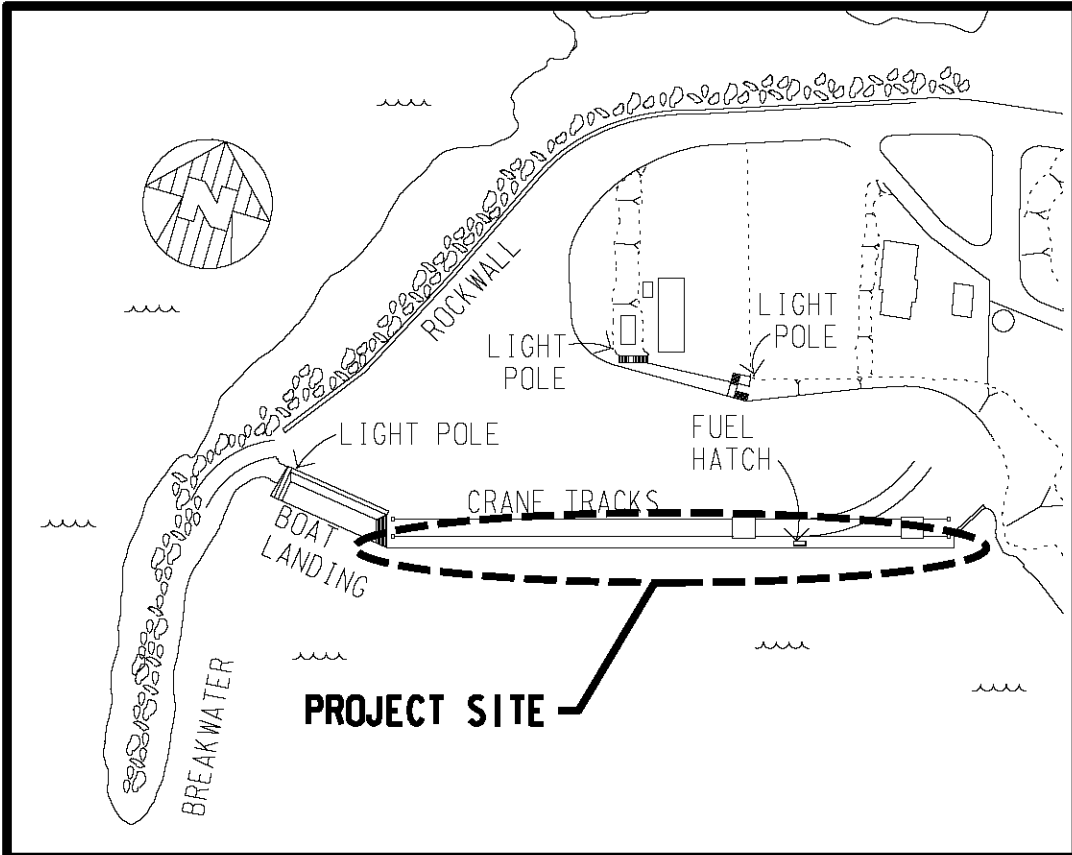 N
ROCKWALL
LIGHT
POLE
LIGHT
POLE
LIGHT POLE
FUEL
HATCH
CRANE TRACKS
BOAT
LANDING
BREAKWATER
PROJECT SITE